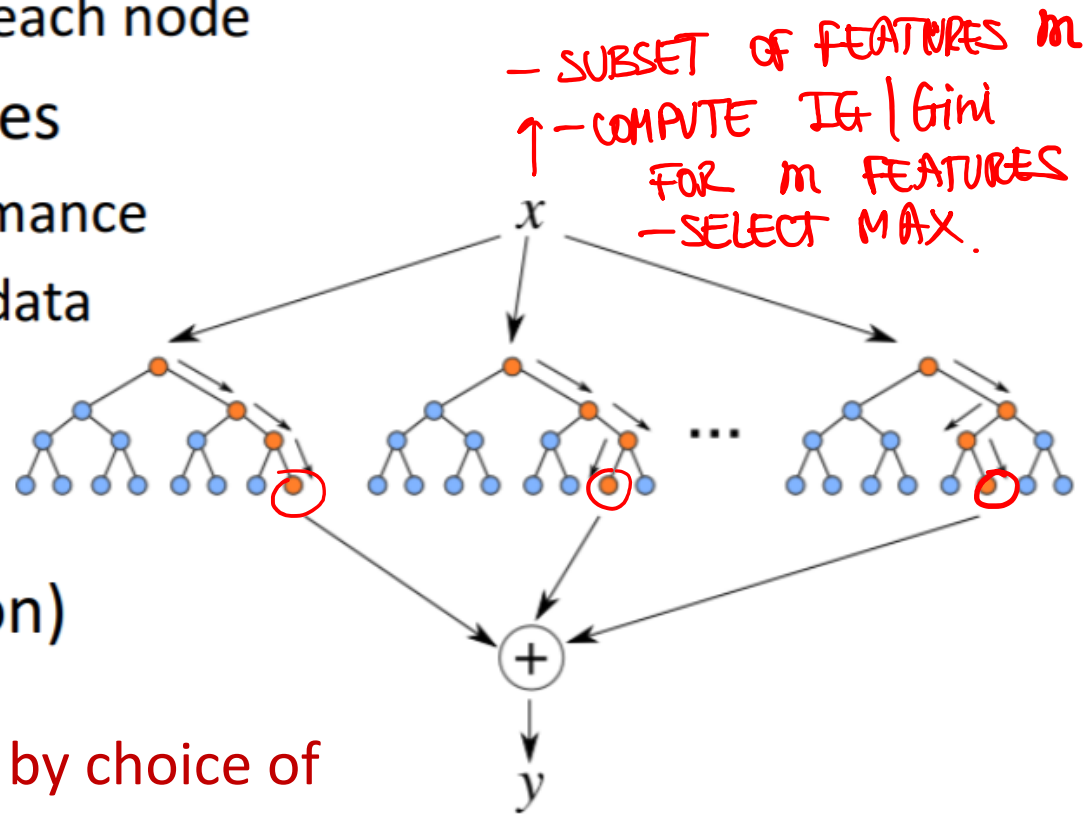 each node
- SUBSET OF FEATURES m
es
↑ - COMPUTE IG | Gini
FOR m FEATURES
mance
x
- SELECT MAX.
data
...
on)
+
by choice of
y